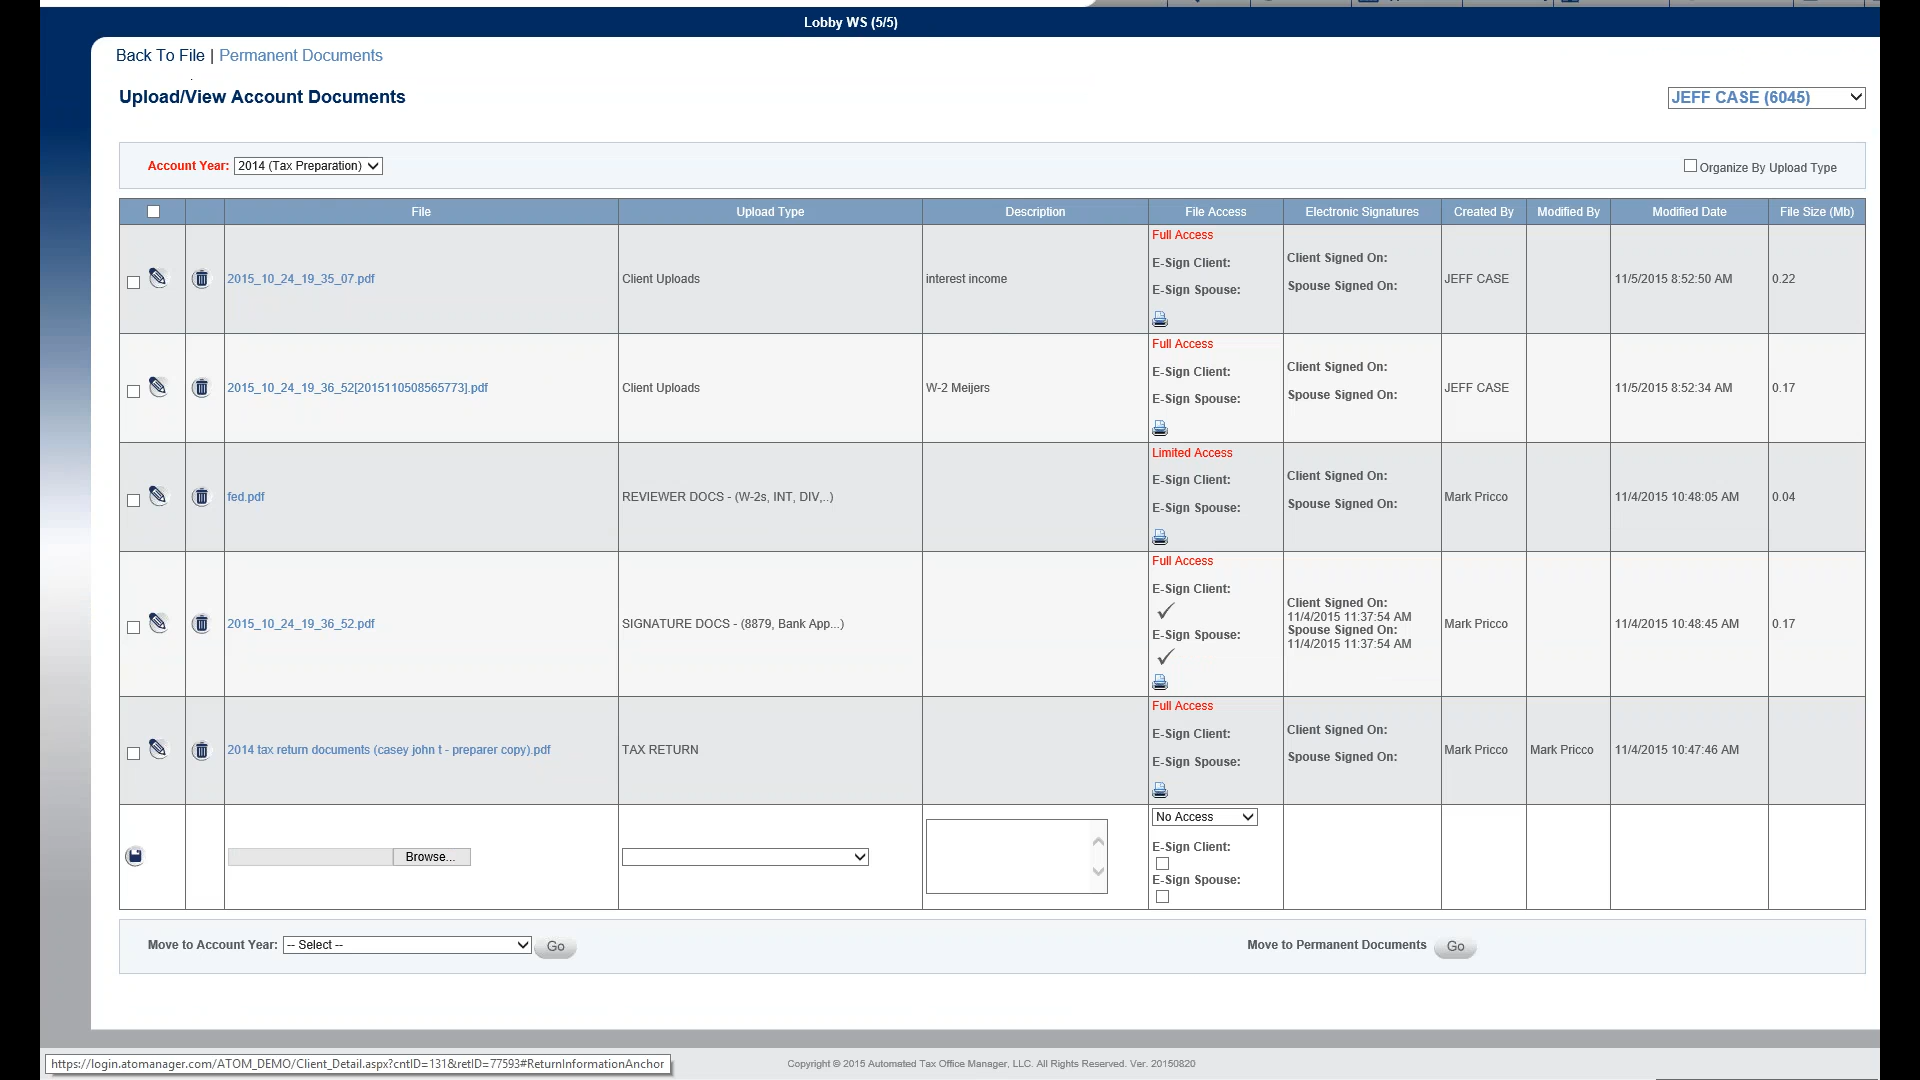 Lobby WS (5/5)
Back To File | Permanent Documents
Upload/View Account Documents
JEFF CASE (6045)
Account Year: 2014 (Tax Preparation)
Organize By Upload Type
File Upload Type Description File Access Electronic Signatures Created By Modified By Modified Date File Size (Mb)
Full Access
E-Sign Client:
E-Sign Spouse:
Client Signed On:
Spouse Signed On:
2015_10_24_19_35_07.pdf Client Uploads interest income JEFF CASE 11/5/2015 8:52:50 AM 0.22
Full Access
E-Sign Client:
E-Sign Spouse:
Client Signed On:
Spouse Signed On:
2015_10_24_19_36_52[2015110508565773].pdf Client Uploads W-2 Meijers JEFF CASE 11/5/2015 8:52:34 AM 0.17
Limited Access
E-Sign Client:
E-Sign Spouse:
Client Signed On:
Spouse Signed On:
fed.pdf REVIEWER DOCS - (W-2s, INT, DIV,..) Mark Pricco 11/4/2015 10:48:05 AM 0.04
Full Access
E-Sign Client:
E-Sign Spouse:
Client Signed On:
11/4/2015 11:37:54 AM
Spouse Signed On:
11/4/2015 11:37:54 AM
2015_10_24_19_36_52.pdf SIGNATURE DOCS - (8879, Bank App...) Mark Pricco 11/4/2015 10:48:45 AM 0.17
Full Access
E-Sign Client:
E-Sign Spouse:
Client Signed On:
Spouse Signed On:
2014 tax return documents (casey john t - preparer copy).pdf TAX RETURN Mark Pricco Mark Pricco 11/4/2015 10:47:46 AM
No Access
E-Sign Client:
E-Sign Spouse:
Browse...
Move to Account Year: -- Select -- Go
Move to Permanent Documents Go
https://login.atomanager.com/ATOM_DEMO/Client_Detail.aspx?cntID=131&retID=77593#ReturnInformationAnchor
Copyright © 2015 Automated Tax Office Manager, LLC. All Rights Reserved. Ver. 20150820